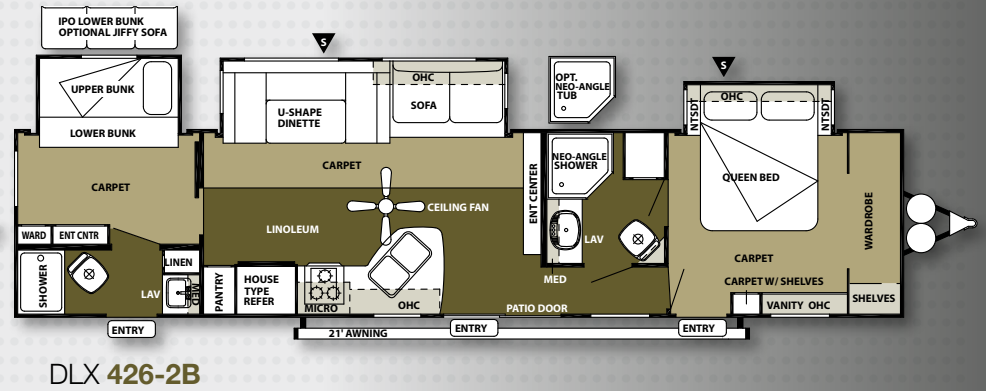 IPO LOWER BUNK
OPTIONAL JIFFY SOFA
UPPER BUNK
LOWER BUNK
CARPET
WARD
ENT CNTR
SHOWER
LAV
LINEN
MED
ENTRY
S
U-SHAPE
DINETTE
OHC
SOFA
CARPET
LINOLEUM
CEILING FAN
ENT CENTER
PANTRY
HOUSE
TYPE
REFER
MICRO
OHC
21' AWNING
ENTRY
PATIO DOOR
OPT.
NEO-ANGLE
TUB
NEO-ANGLE
SHOWER
LAV
MED
S
NTSDT
OHC
NTSDT
QUEEN BED
WARDROBE
CARPET
CARPET W/ SHELVES
VANITY OHC
SHELVES
ENTRY
DLX 426-2B